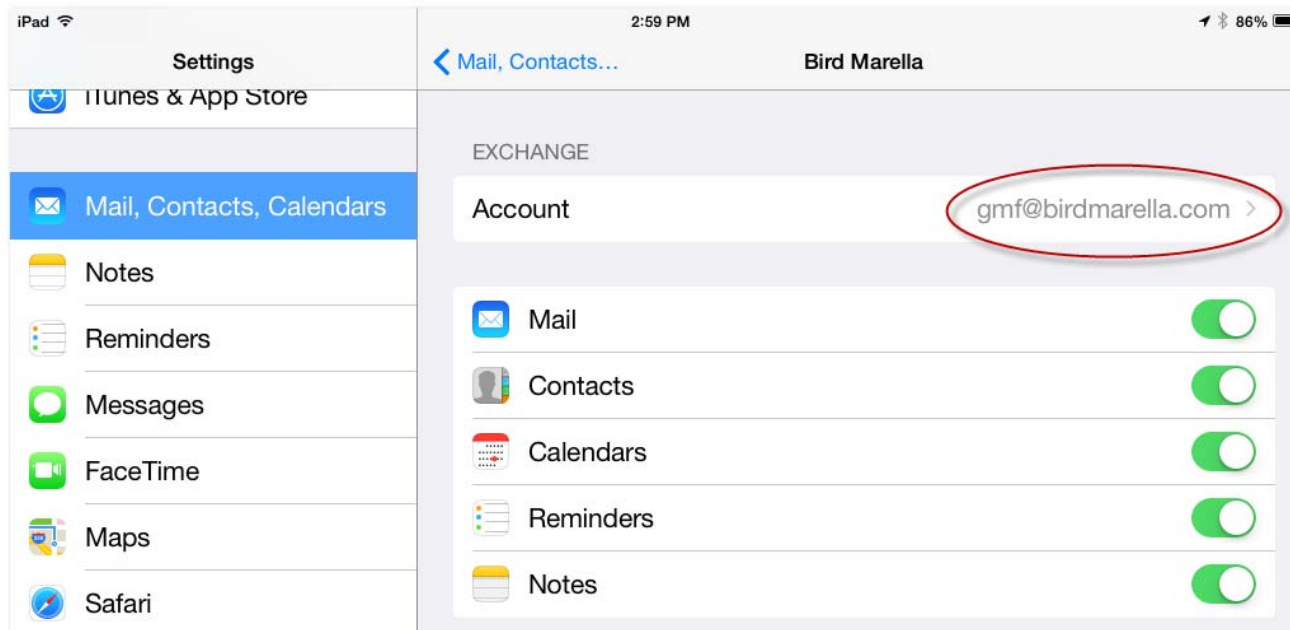 iPad 2:59 PM 86%
Settings
Mail, Contacts... Bird Marella
iTunes & App Store
EXCHANGE
Account gmf@birdmarella.com
Mail, Contacts, Calendars
Notes
Reminders
Messages
FaceTime
Maps
Safari
Mail
Contacts
Calendars
Reminders
Notes